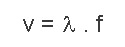 v = λ . f